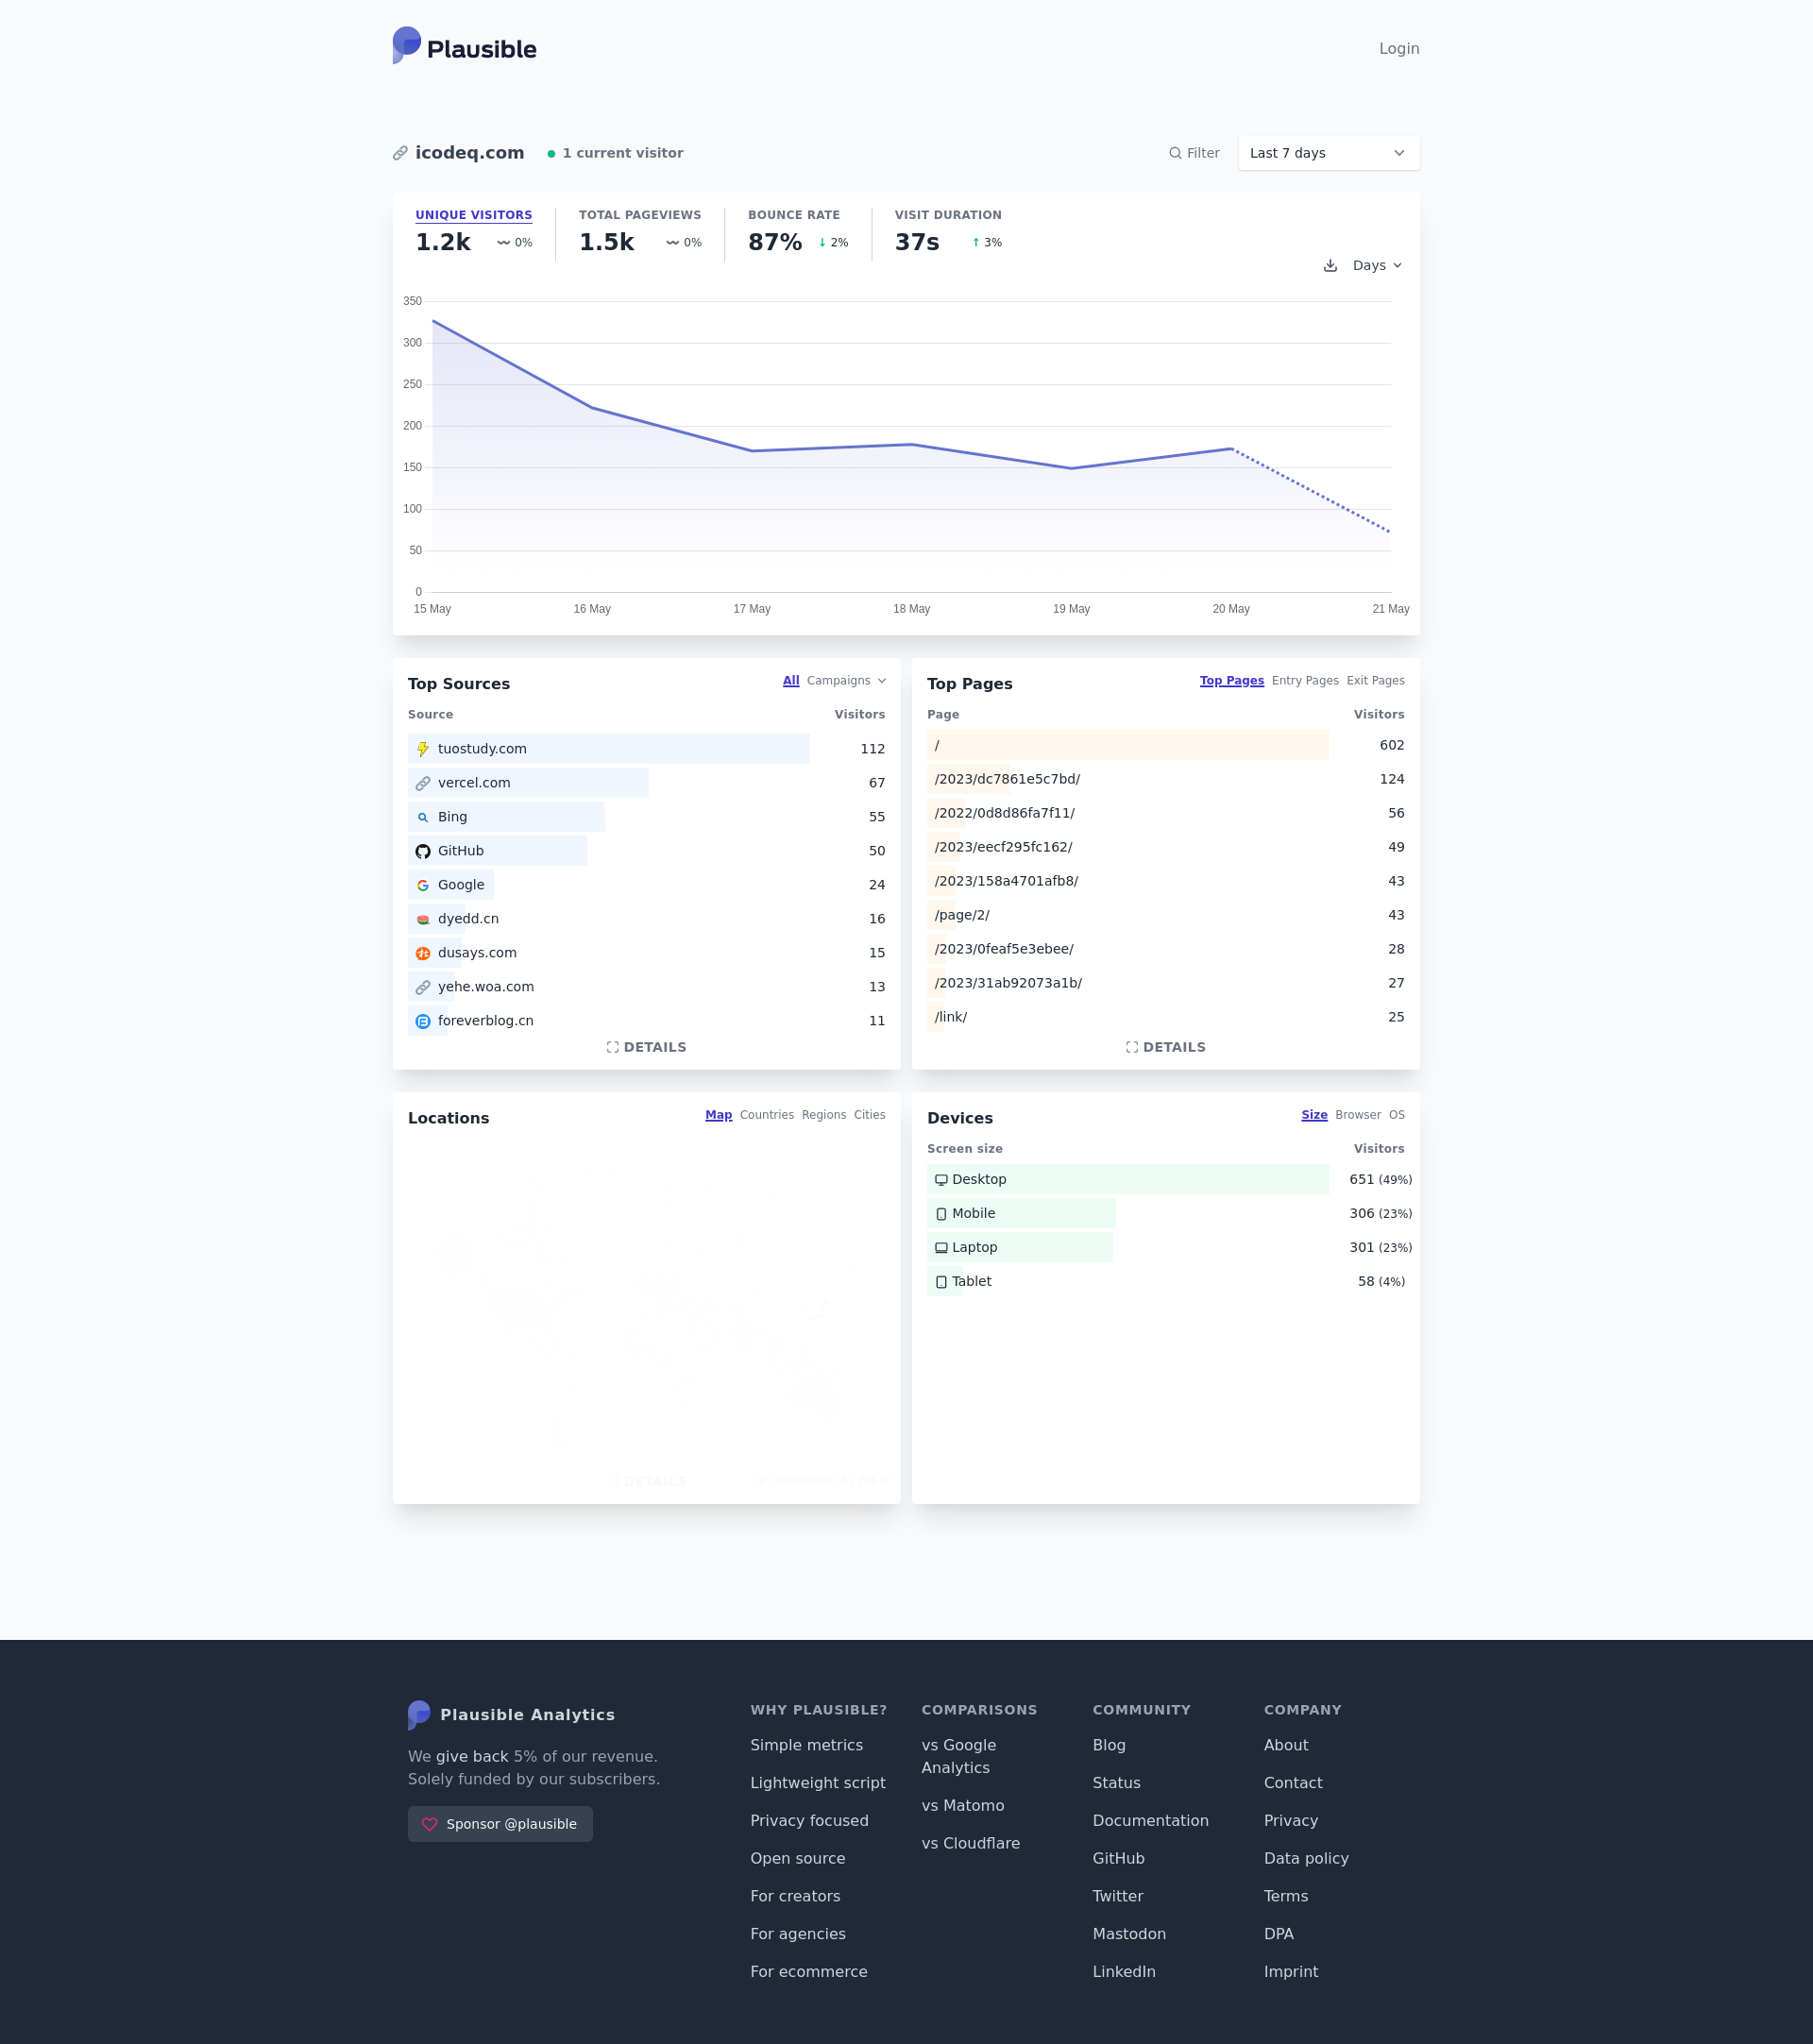 Plausible
Login
icodeq.com
1 current visitor
Filter
Last 7 days
UNIQUE VISITORS
1.2k 0%
TOTAL PAGEVIEWS
1.5k 0%
BOUNCE RATE
87% ↓ 2%
VISIT DURATION
37s ↑ 3%
Days
350
300
250
200
150
100
50
0
15 May 16 May 17 May 18 May 19 May 20 May 21 May
Top Sources
All Campaigns
Source Visitors
tuostudy.com 112
vercel.com 67
Bing 55
GitHub 50
Google 24
dyedd.cn 16
dusays.com 15
yehe.woa.com 13
foreverblog.cn 11
DETAILS
Top Pages
Top Pages Entry Pages Exit Pages
Page Visitors
/ 602
/2023/dc7861e5c7bd/ 124
/2022/0d8d86fa7f11/ 56
/2023/eecf295fc162/ 49
/2023/158a4701afb8/ 43
/page/2/ 43
/2023/0feaf5e3ebee/ 28
/2023/31ab92073a1b/ 27
/link/ 25
DETAILS
Locations
Map Countries Regions Cities
DETAILS
Devices
Size Browser OS
Screen size Visitors
Desktop 651 (49%)
Mobile 306 (23%)
Laptop 301 (23%)
Tablet 58 (4%)
Plausible Analytics
We give back 5% of our revenue.
Solely funded by our subscribers.
Sponsor @plausible
WHY PLAUSIBLE?
Simple metrics
Lightweight script
Privacy focused
Open source
For creators
For agencies
For ecommerce
COMPARISONS
vs Google
Analytics
vs Matomo
vs Cloudflare
COMMUNITY
Blog
Status
Documentation
GitHub
Twitter
Mastodon
LinkedIn
COMPANY
About
Contact
Privacy
Data policy
Terms
DPA
Imprint